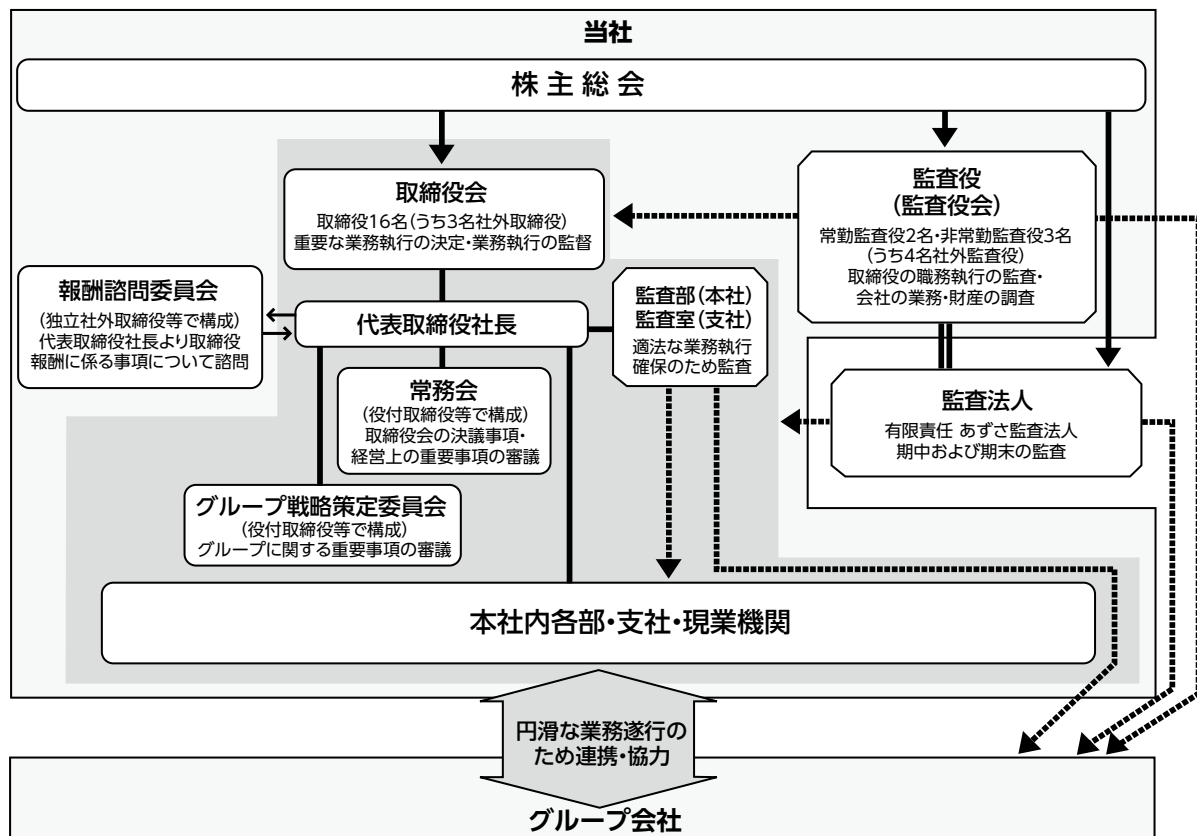 当社
株主総会
取締役会
取締役16名(うち3名社外取締役)
重要な業務執行の決定・業務執行の監督
監査役
(監査役会)
常勤監査役2名・非常勤監査役3名
(うち4名社外監査役)
取締役の職務執行の監査・
会社の業務・財産の調査
報酬諮問委員会
(独立社外取締役等で構成)
代表取締役社長より取締役
報酬に係る事項について諮問
代表取締役社長
監査部(本社)
監査室(支社)
適法な業務執行
確保のため監査
常務会
(役付取締役等で構成)
取締役会の決議事項・
経営上の重要事項の審議
監査法人
有限責任 あずさ監査法人
期中および期末の監査
グループ戦略策定委員会
(役付取締役等で構成)
グループに関する重要事項の審議
本社内各部・支社・現業機関
円滑な業務遂行の
ため連携・協力
グループ会社